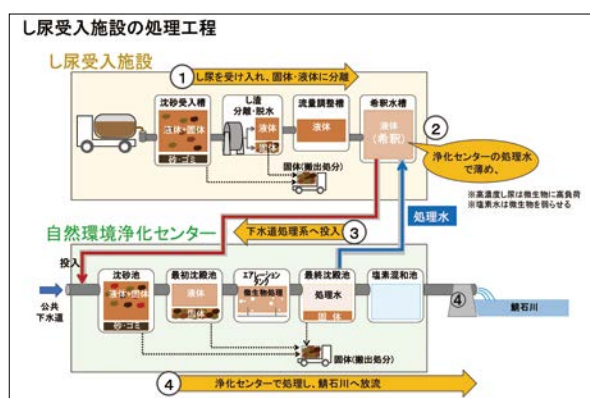 し尿受入施設の処理工程
し尿受入施設
① し尿を受け入れ、固体・液体に分離
沈砂受入槽
液体+固体
砂・ゴミ
し渣
分離・脱水
液体
固体
流量調整槽
液体
希釈水槽
液体
(希釈)
固体(搬出処分)
②
浄化センターの処理水
で薄め、
※高濃度し尿は微生物に高負荷
※塩素水は微生物を弱らせる
処理水
下水道処理系へ投入 ③
自然環境浄化センター
投入
公共
下水道
沈砂池
液体+固体
砂・ゴミ
最初沈殿池
液体
固体
エアレーション
タンク
微生物処理
最終沈殿池
処理水
固体
塩素混和池
④
鯖石川
固体(搬出処分)
④ 浄化センターで処理し、鯖石川へ放流